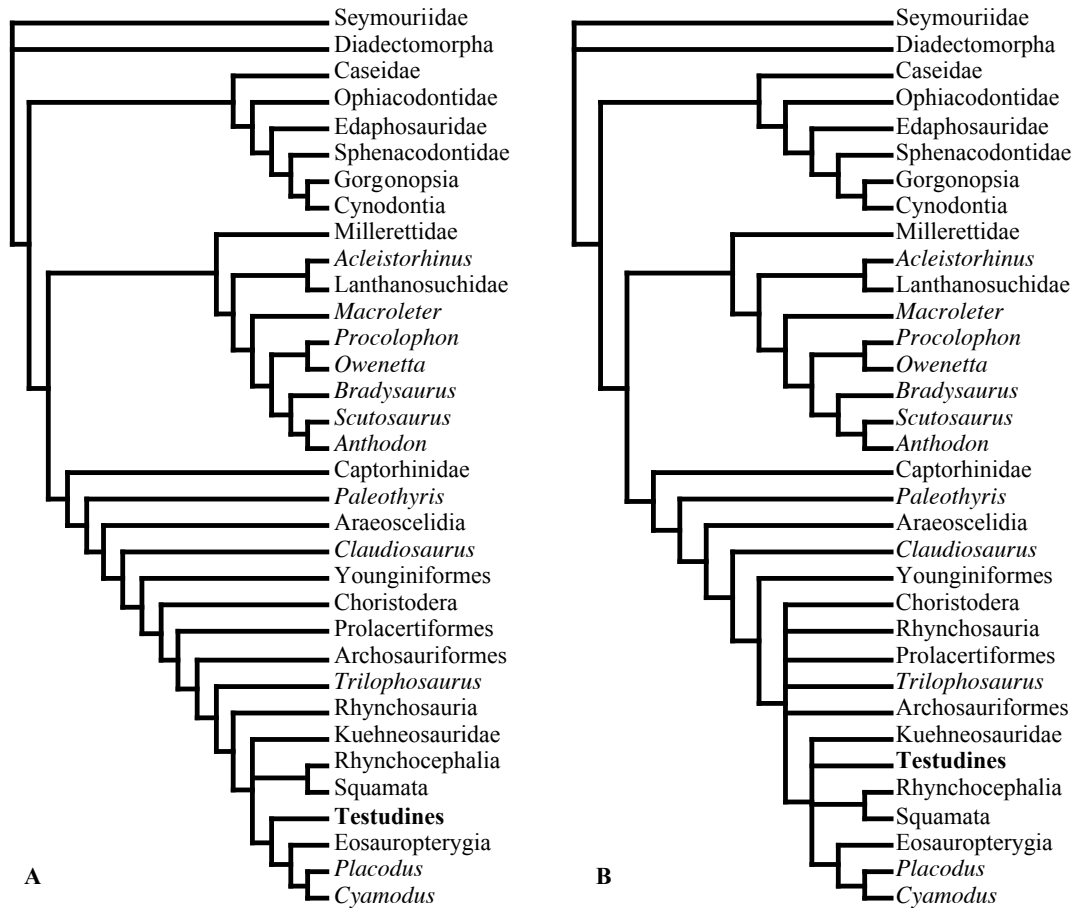 Seymouriidae
Diadectomorpha
Caseidae
Ophiacodontidae
Edaphosauridae
Sphenacodontidae
Gorgonopsia
Cynodontia
Millerettidae
Acleistorhinus
Lanthanosuchidae
Macroleter
Procolophon
Owenetta
Bradysaurus
Scutosaurus
Anthodon
Captorhinidae
Paleothyris
Araeoscelidia
Claudiosaurus
Younginiformes
Choristodera
Prolacertiformes
Archosauriformes
Trilophosaurus
Rhynchosauria
Kuehneosauridae
Rhynchocephalia
Squamata
Testudines
Eosauropterygia
Placodus
Cyamodus
A
Seymouriidae
Diadectomorpha
Caseidae
Ophiacodontidae
Edaphosauridae
Sphenacodontidae
Gorgonopsia
Cynodontia
Millerettidae
Acleistorhinus
Lanthanosuchidae
Macroleter
Procolophon
Owenetta
Bradysaurus
Scutosaurus
Anthodon
Captorhinidae
Paleothyris
Araeoscelidia
Claudiosaurus
Younginiformes
Choristodera
Rhynchosauria
Prolacertiformes
Trilophosaurus
Archosauriformes
Kuehneosauridae
Testudines
Rhynchocephalia
Squamata
Eosauropterygia
Placodus
Cyamodus
B